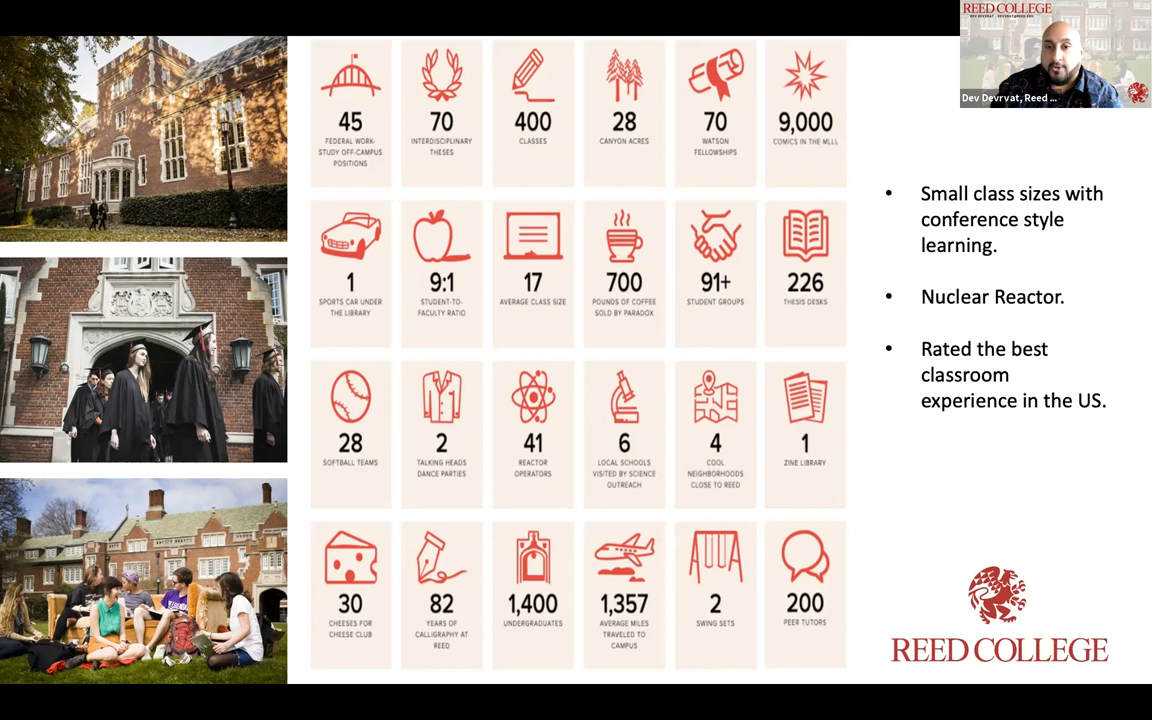 REED COLLEGE
DEV DEVRVAT - DEVRVAT@REED.EDU
Dev Devrvat, Reed ...
45
FEDERAL WORK-
STUDY OFF-CAMPUS
POSITIONS
70
INTERDISCIPLINARY
THESES
400
CLASSES
28
CANYON ACRES
70
WATSON
FELLOWSHIPS
9,000
COMICS IN THE MLLL
1
SPORTS CAR UNDER
THE LIBRARY
9:1
STUDENT-TO-
FACULTY RATIO
17
AVERAGE CLASS SIZE
700
POUNDS OF COFFEE
SOLD BY PARADOX
91+
STUDENT GROUPS
226
THESIS DESKS
28
SOFTBALL TEAMS
2
TALKING HEADS
DANCE PARTIES
41
REACTOR
OPERATORS
6
LOCAL SCHOOLS
VISITED BY SCIENCE
OUTREACH
4
COOL
NEIGHBORHOODS
CLOSE TO REED
1
ZINE LIBRARY
30
CHEESES FOR
CHEESE CLUB
82
YEARS OF
CALLIGRAPHY AT
REED
1,400
UNDERGRADUATES
1,357
AVERAGE MILES
TRAVELED TO
CAMPUS
2
SWING SETS
200
PEER TUTORS
• Small class sizes with
conference style
learning.
• Nuclear Reactor.
• Rated the best
classroom
experience in the US.
REED COLLEGE